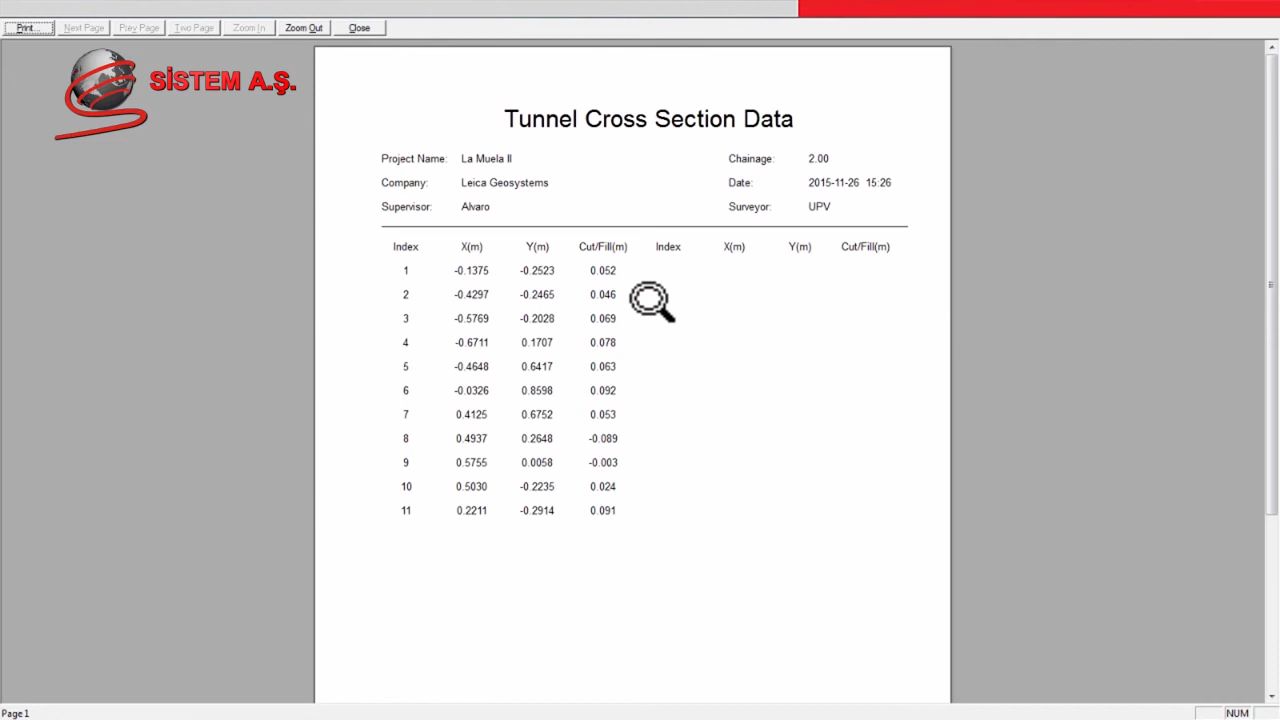 Print... Next Page Prev Page Two Page Zoom In Zoom Out Close
SİSTEM A.Ş.
Tunnel Cross Section Data
Project Name: La Muela II Chainage: 2.00
Company: Leica Geosystems Date: 2015-11-26 15:26
Supervisor: Alvaro Surveyor: UPV
Index X(m) Y(m) Cut/Fill(m) Index X(m) Y(m) Cut/Fill(m)
1 -0.1375 -0.2523 0.052
2 -0.4297 -0.2465 0.046
3 -0.5769 -0.2028 0.069
4 -0.6711 0.1707 0.078
5 -0.4648 0.6417 0.063
6 -0.0326 0.8598 0.092
7 0.4125 0.6752 0.053
8 0.4937 0.2648 -0.089
9 0.5755 0.0058 -0.003
10 0.5030 -0.2235 0.024
11 0.2211 -0.2914 0.091
Page1 NUM